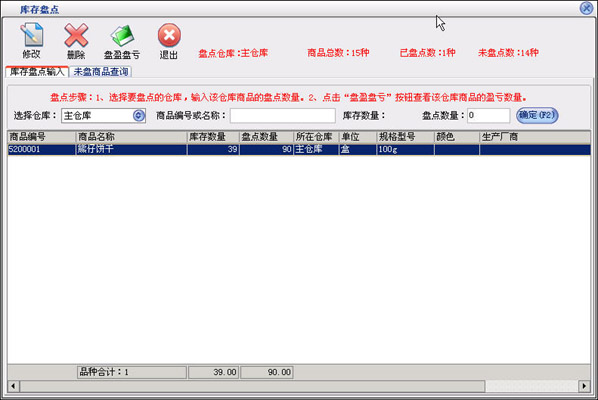 库存盘点
修改 删除 盘盈盘亏 退出 盘点仓库:主仓库 商品总数:15种 已盘点数:1种 未盘点数:14种
库存盘点输入 未盘商品查询
盘点步骤:1、选择要盘点的仓库,输入该仓库商品的盘点数量。2、点击“盘盈盘亏”按钮查看该仓库商品的盈亏数量。
选择仓库: 主仓库 商品编号或名称: 库存数量: 盘点数量: 0 确定(F2)
商品编号 商品名称 库存数量 盘点数量 所在仓库 单位 规格型号 颜色 生产厂商
5200001 熊仔饼干 39 90 主仓库 盒 100g
品种合计:1 39.00 90.00